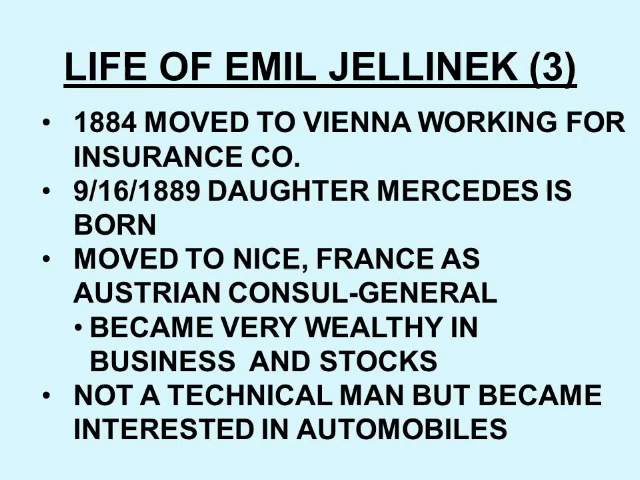 LIFE OF EMIL JELLINEK (3)
• 1884 MOVED TO VIENNA WORKING FOR
INSURANCE CO.
• 9/16/1889 DAUGHTER MERCEDES IS
BORN
• MOVED TO NICE, FRANCE AS
AUSTRIAN CONSUL-GENERAL
• BECAME VERY WEALTHY IN
BUSINESS AND STOCKS
• NOT A TECHNICAL MAN BUT BECAME
INTERESTED IN AUTOMOBILES